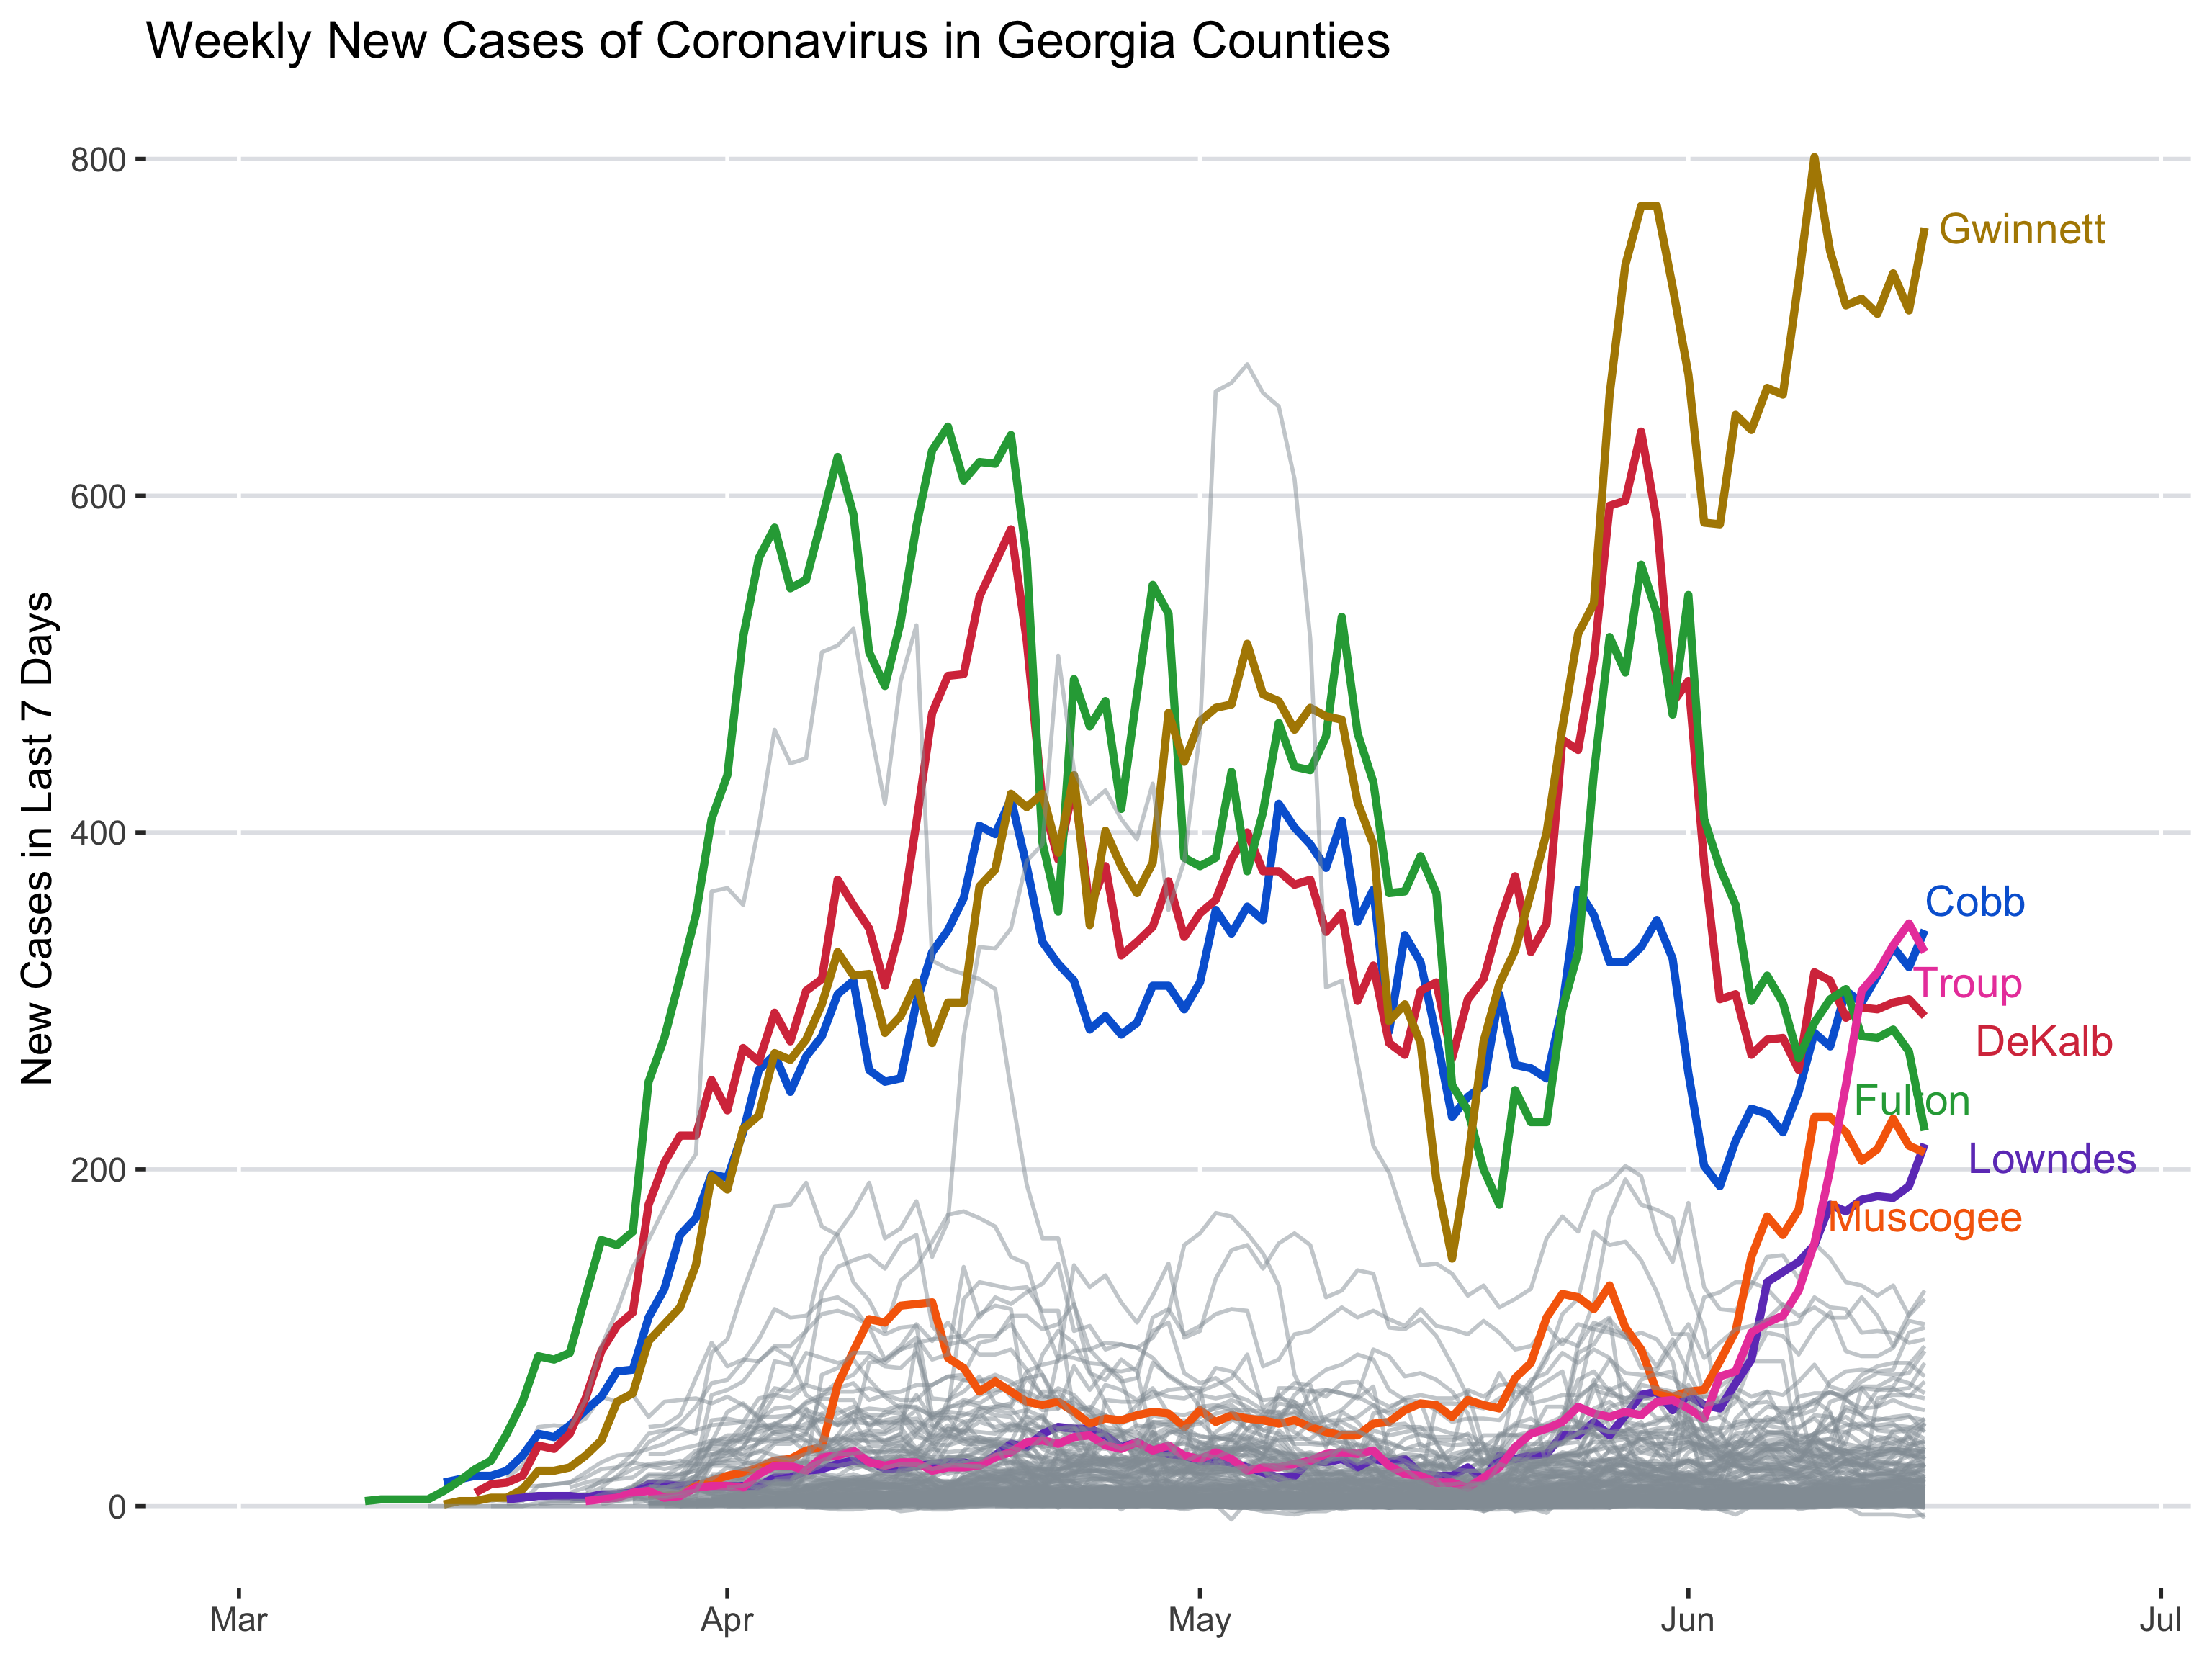 Weekly New Cases of Coronavirus in Georgia Counties
New Cases in Last 7 Days
800
600
400
200
0
Gwinnett
Cobb
Troup
DeKalb
Fulton
Lowndes
Muscogee
Mar
Apr
May
Jun
Jul